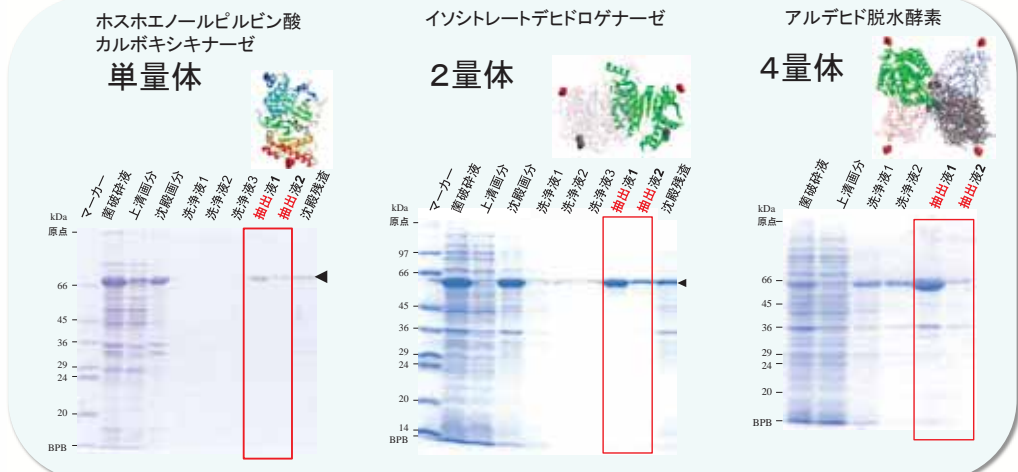 ホスホエノールピルビン酸
カルボキシキナーゼ
単量体
マーカー
菌破砕液
上清画分
沈殿画分
洗浄液1
洗浄液2
洗浄液3
抽出液1
抽出液2
沈殿残渣
kDa
原点
66
45
36
29
24
20
BPB
イソシトレートデヒドロゲナーゼ
2量体
マーカー
菌破砕液
上清画分
沈殿画分
洗浄液1
洗浄液2
洗浄液3
抽出液1
抽出液2
沈殿残渣
kDa
原点
97
66
45
36
29
24
20
14
BPB
アルデヒド脱水酵素
4量体
菌破砕液
上清画分
洗浄液1
洗浄液2
抽出液1
抽出液2
kDa
原点
66
45
36
29
24
20
BPB